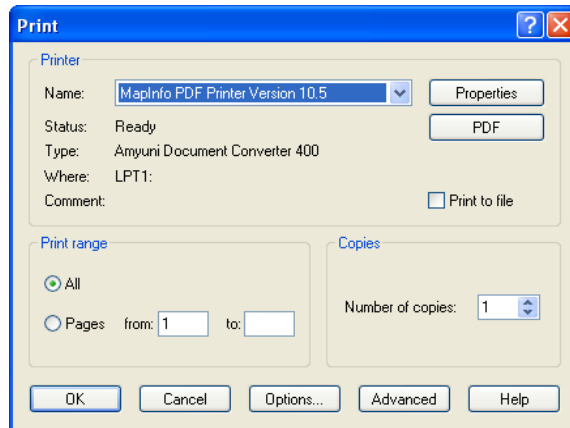 Print
Printer
Name: MapInfo PDF Printer Version 10.5 Properties
Status: Ready PDF
Type: Amyuni Document Converter 400
Where: LPT1:
Comment: Print to file
Print range Copies
All
Number of copies: 1
Pages from: 1 to:
OK Cancel Options... Advanced Help